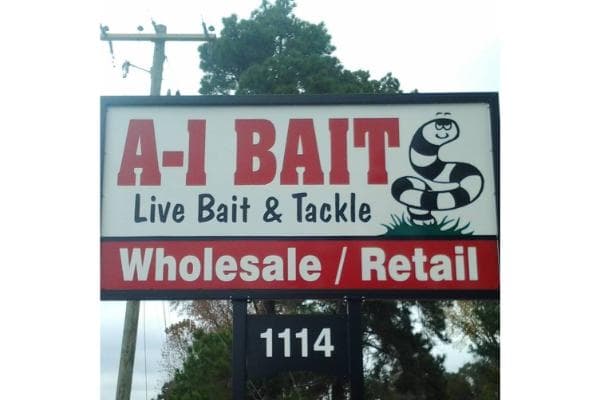 A-1 BAIT
Live Bait & Tackle
Wholesale / Retail
1114